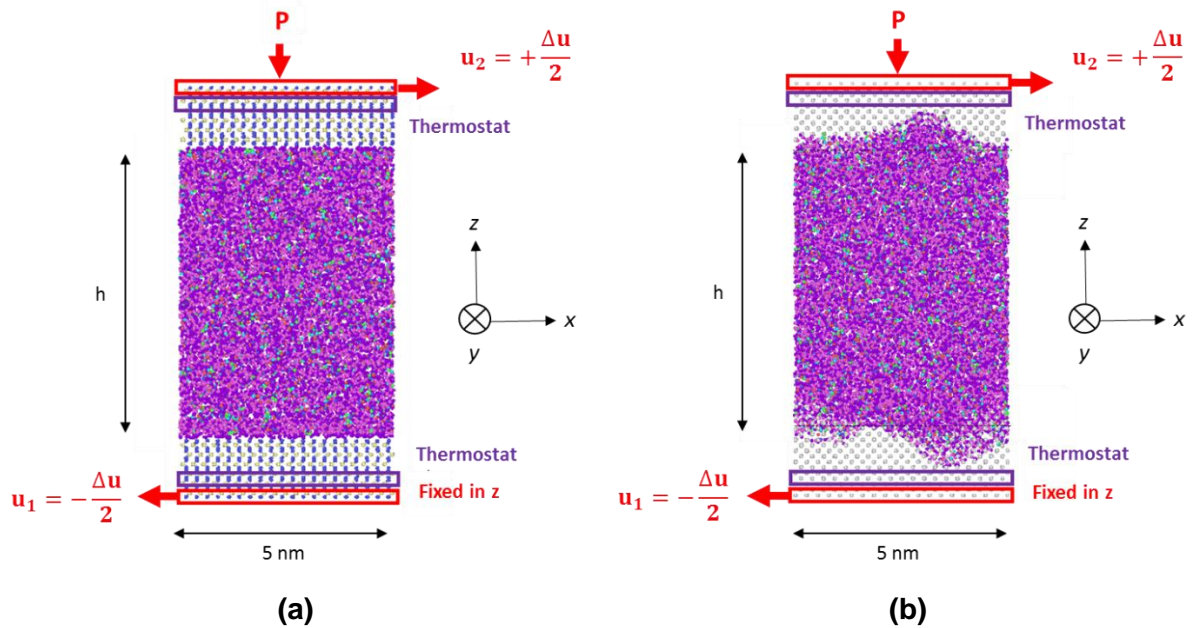 P
u₂ = + Δu/2
Thermostat
h
z
x
y
Thermostat
Fixed in z
u₁ = − Δu/2
5 nm
(a)
P
u₂ = + Δu/2
Thermostat
h
z
x
y
Thermostat
Fixed in z
u₁ = − Δu/2
5 nm
(b)